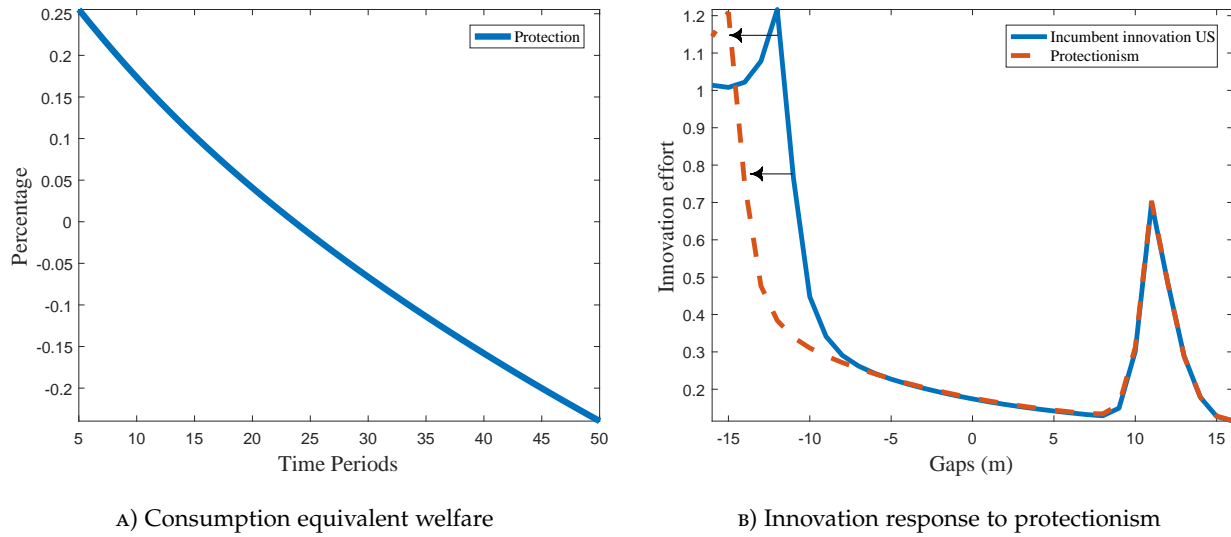 0.25
0.2
0.15
0.1
0.05
0
-0.05
-0.1
-0.15
-0.2
Percentage
Protection
5 10 15 20 25 30 35 40 45 50
Time Periods
A) Consumption equivalent welfare
1.2
1.1
1
0.9
0.8
0.7
0.6
0.5
0.4
0.3
0.2
Innovation effort
Incumbent innovation US
Protectionism
-15 -10 -5 0 5 10 15
Gaps (m)
B) Innovation response to protectionism